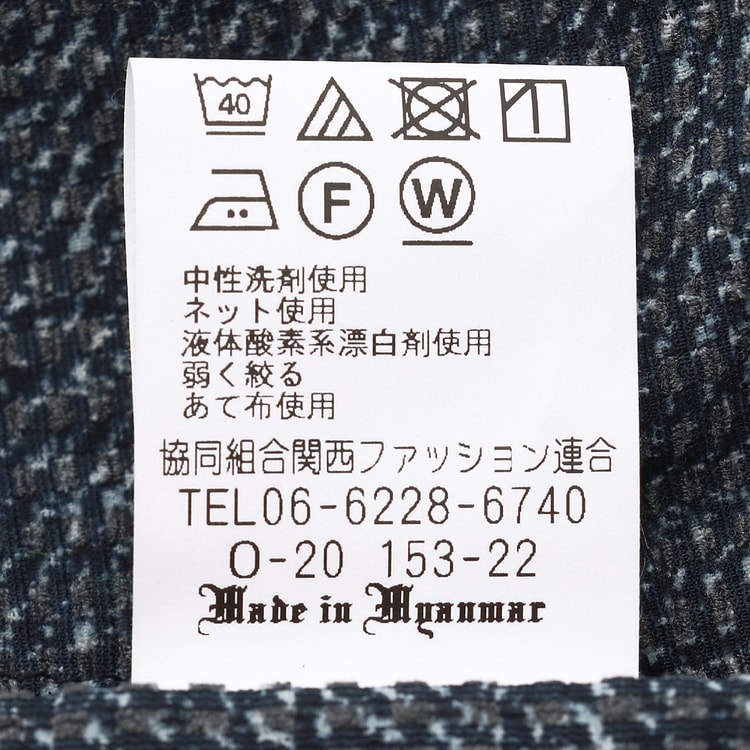 40
F W
中性洗剤使用
ネット使用
液体酸素系漂白剤使用
弱く絞る
あて布使用
協同組合関西ファッション連合
TEL06-6228-6740
O-20 153-22
Made in Myanmar